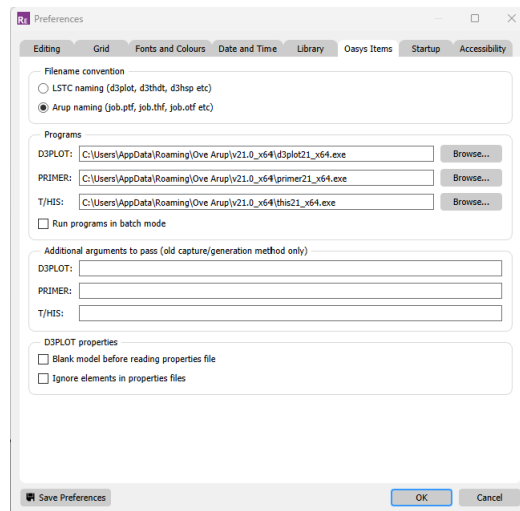 RE Preferences
Editing Grid Fonts and Colours Date and Time Library Oasys Items Startup Accessibility
Filename convention
LSTC naming (d3plot, d3thdt, d3hsp etc)
Arup naming (job.ptf, job.thf, job.otf etc)
Programs
D3PLOT: C:\Users\AppData\Roaming\Ove Arup\v21.0_x64\d3plot21_x64.exe Browse...
PRIMER: C:\Users\AppData\Roaming\Ove Arup\v21.0_x64\primer21_x64.exe Browse...
T/HIS: C:\Users\AppData\Roaming\Ove Arup\v21.0_x64\this21_x64.exe Browse...
Run programs in batch mode
Additional arguments to pass (old capture/generation method only)
D3PLOT:
PRIMER:
T/HIS:
D3PLOT properties
Blank model before reading properties file
Ignore elements in properties files
Save Preferences OK Cancel